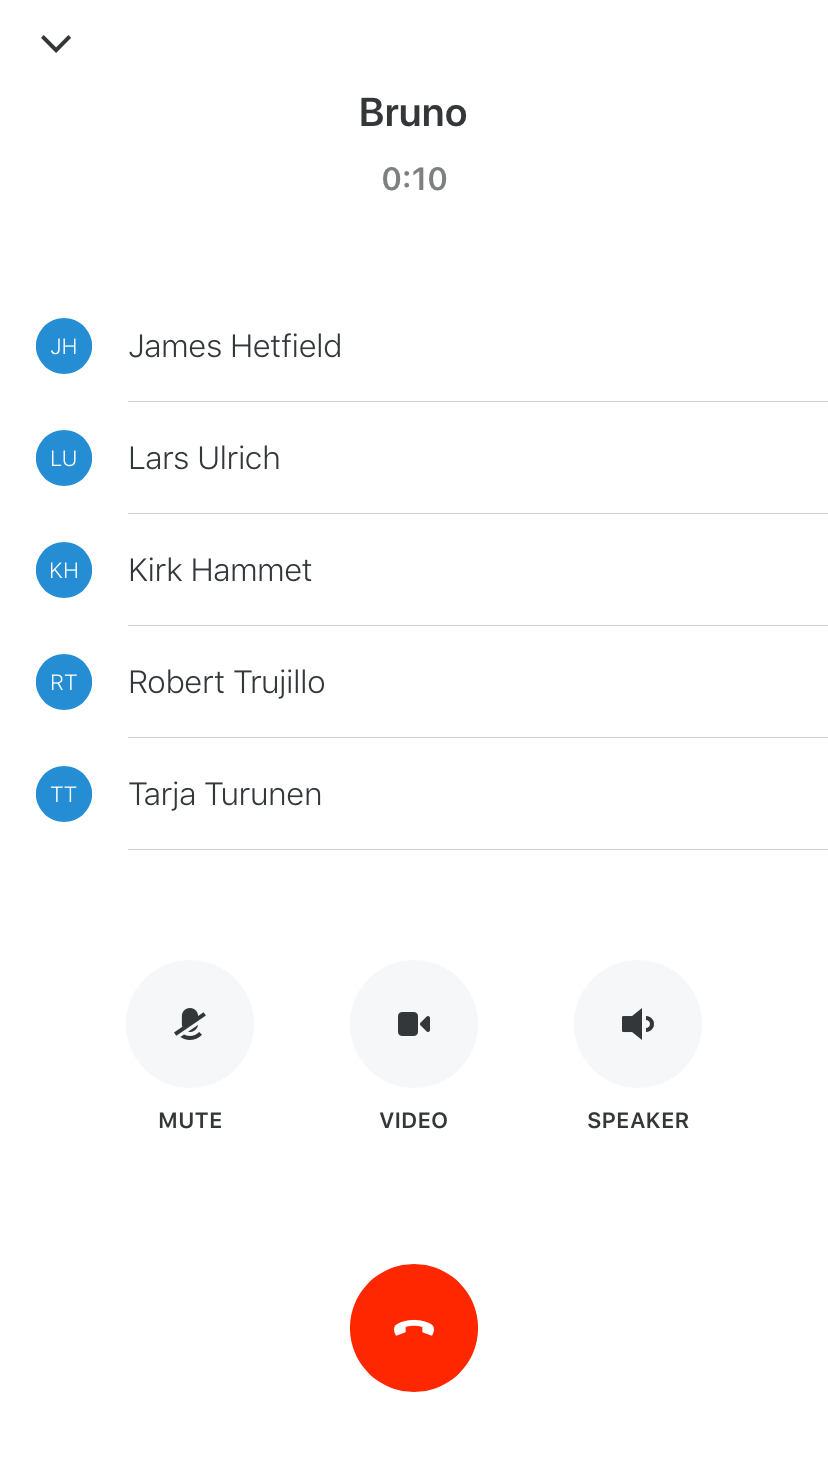 Bruno
0:10
JH James Hetfield
LU Lars Ulrich
KH Kirk Hammet
RT Robert Trujillo
TT Tarja Turunen
MUTE VIDEO SPEAKER